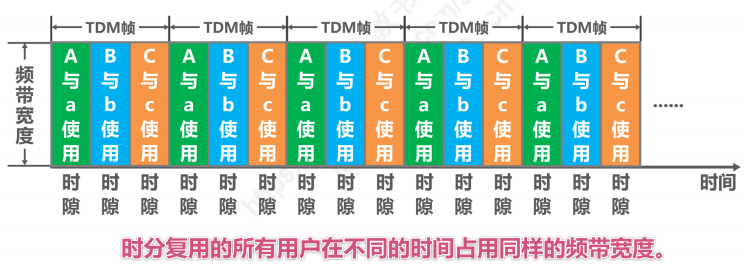 TDM帧 TDM帧 TDM帧 TDM帧 TDM帧
频带宽度
A与a使用 B与b使用 C与c使用 A与a使用 B与b使用 C与c使用 A与a使用 B与b使用 C与c使用 A与a使用 B与b使用 C与c使用 A与a使用 B与b使用 C与c使用 ······
时隙 时隙 时隙 时隙 时隙 时隙 时隙 时隙 时隙 时隙 时隙 时隙 时隙 时隙 时隙 时间
时分复用的所有用户在不同的时间占用同样的频带宽度。